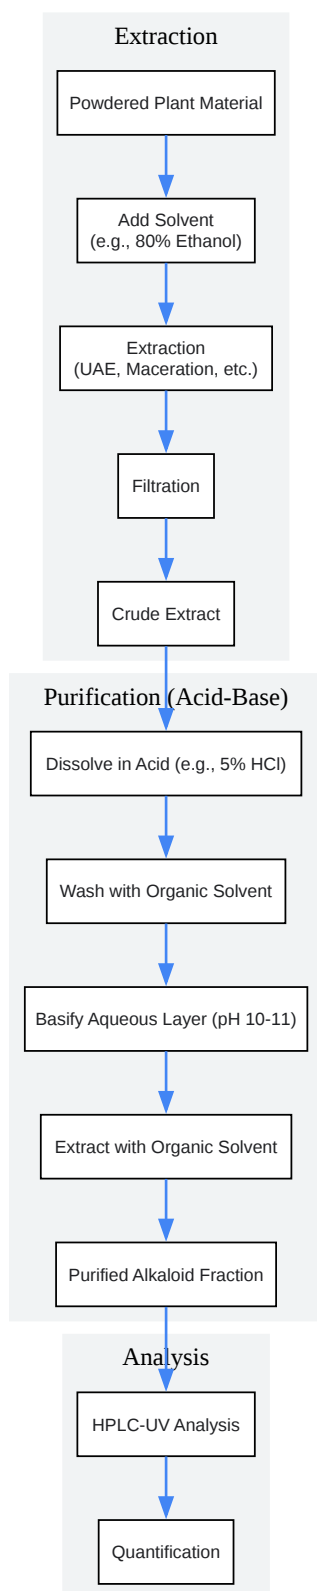 Extraction
Powdered Plant Material
Add Solvent
(e.g., 80% Ethanol)
Extraction
(UAE, Maceration, etc.)
Filtration
Crude Extract
Purification (Acid-Base)
Dissolve in Acid (e.g., 5% HCl)
Wash with Organic Solvent
Basify Aqueous Layer (pH 10-11)
Extract with Organic Solvent
Purified Alkaloid Fraction
Analysis
HPLC-UV Analysis
Quantification